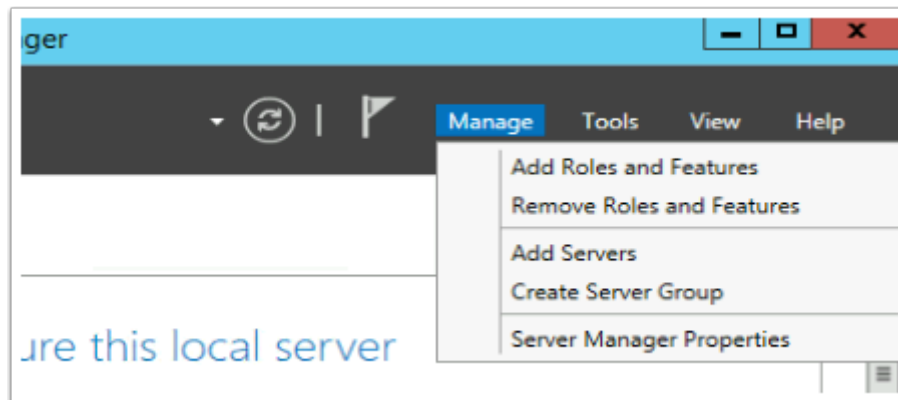 ger
Manage Tools View Help
Add Roles and Features
Remove Roles and Features
Add Servers
Create Server Group
Server Manager Properties
ure this local server